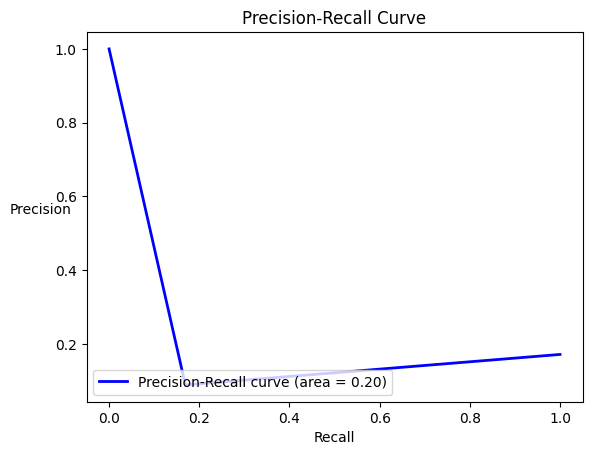 Precision-Recall Curve
1.0
0.8
0.6
Precision
0.4
0.2
Precision-Recall curve (area = 0.20)
0.0 0.2 0.4 0.6 0.8 1.0
Recall